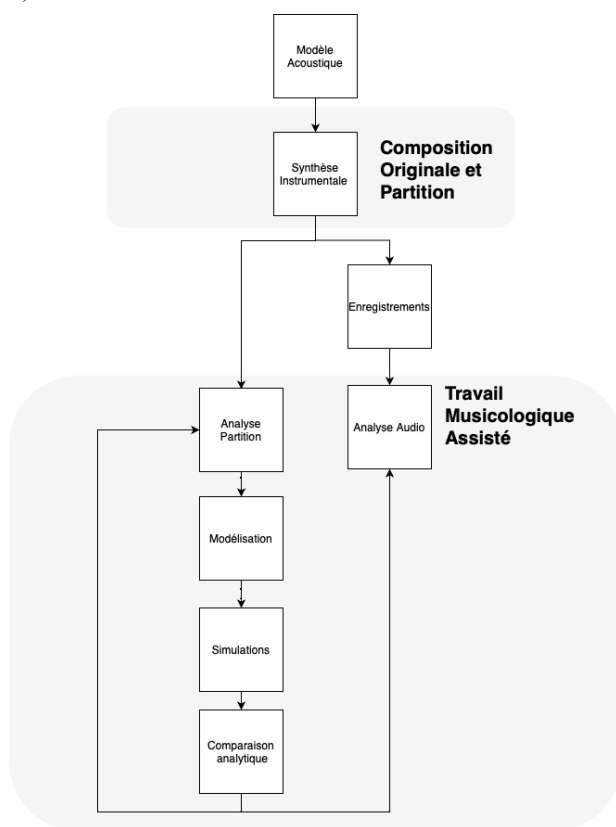 Modèle
Acoustique
Synthèse
Instrumentale
Composition
Originale et
Partition
Enregistrements
Analyse
Partition
Analyse Audio
Travail
Musicologique
Assisté
Modélisation
Simulations
Comparaison
analytique